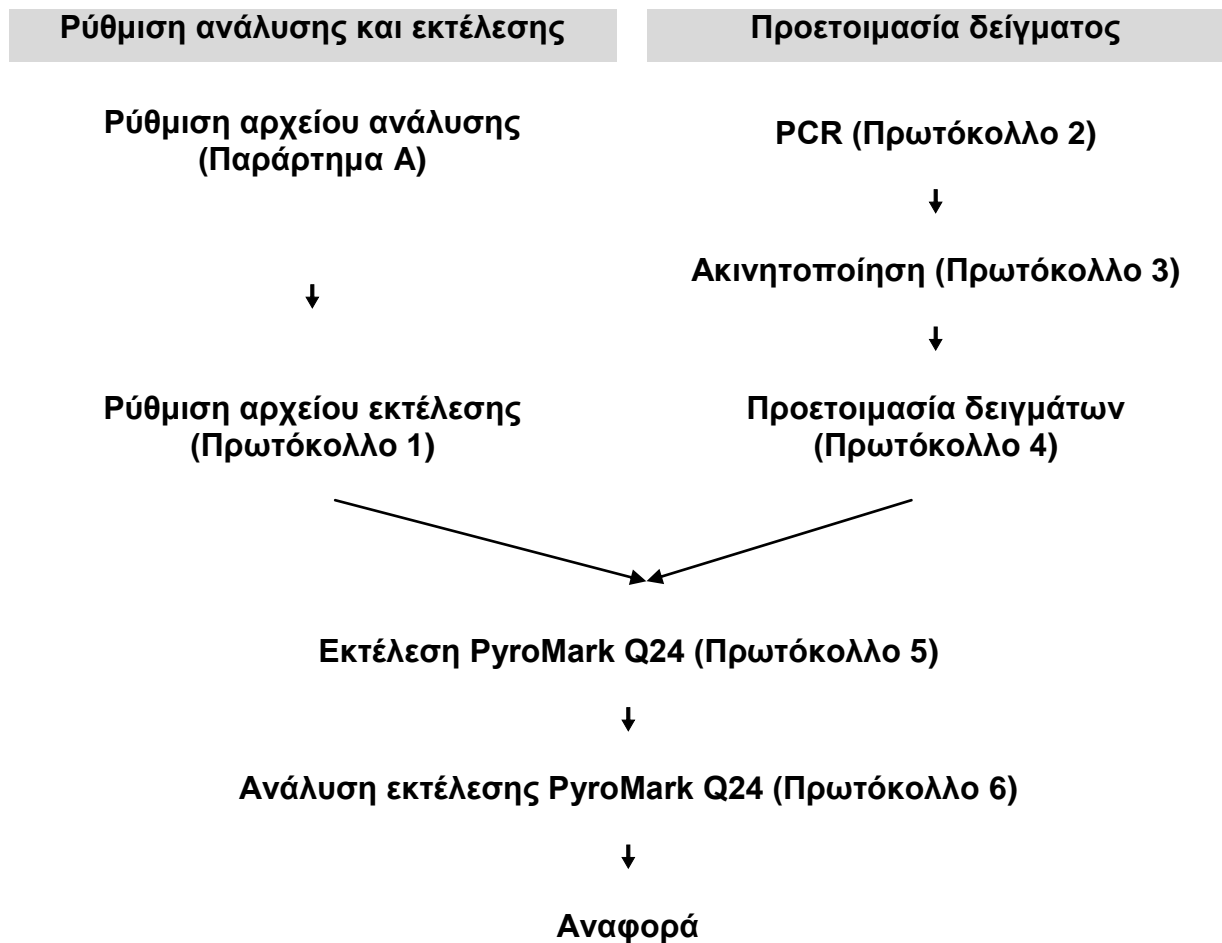 Ρύθμιση ανάλυσης και εκτέλεσης
Προετοιμασία δείγματος
Ρύθμιση αρχείου ανάλυσης
(Παράρτημα A)
PCR (Πρωτόκολλο 2)
Ακινητοποίηση (Πρωτόκολλο 3)
Ρύθμιση αρχείου εκτέλεσης
(Πρωτόκολλο 1)
Προετοιμασία δειγμάτων
(Πρωτόκολλο 4)
Εκτέλεση PyroMark Q24 (Πρωτόκολλο 5)
Ανάλυση εκτέλεσης PyroMark Q24 (Πρωτόκολλο 6)
Αναφορά